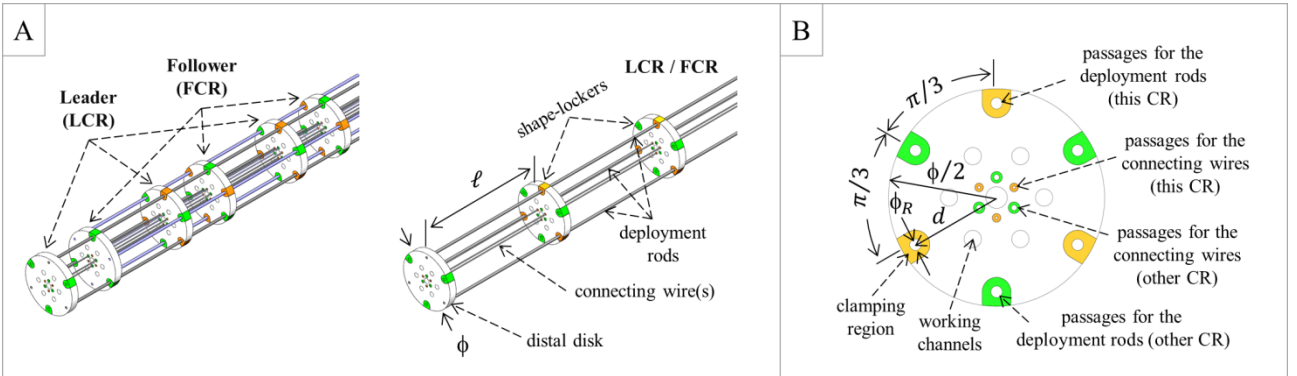 A
Leader
(LCR)
Follower
(FCR)
LCR / FCR
shape-lockers
ℓ
deployment
rods
connecting wire(s)
distal disk
ϕ
B
π/3
π/3
ϕ/2
ϕR
d
clamping
region
working
channels
passages for the
deployment rods
(this CR)
passages for
the connecting
wires (this CR)
passages for
the connecting
wires (other CR)
passages for the
deployment rods (other CR)